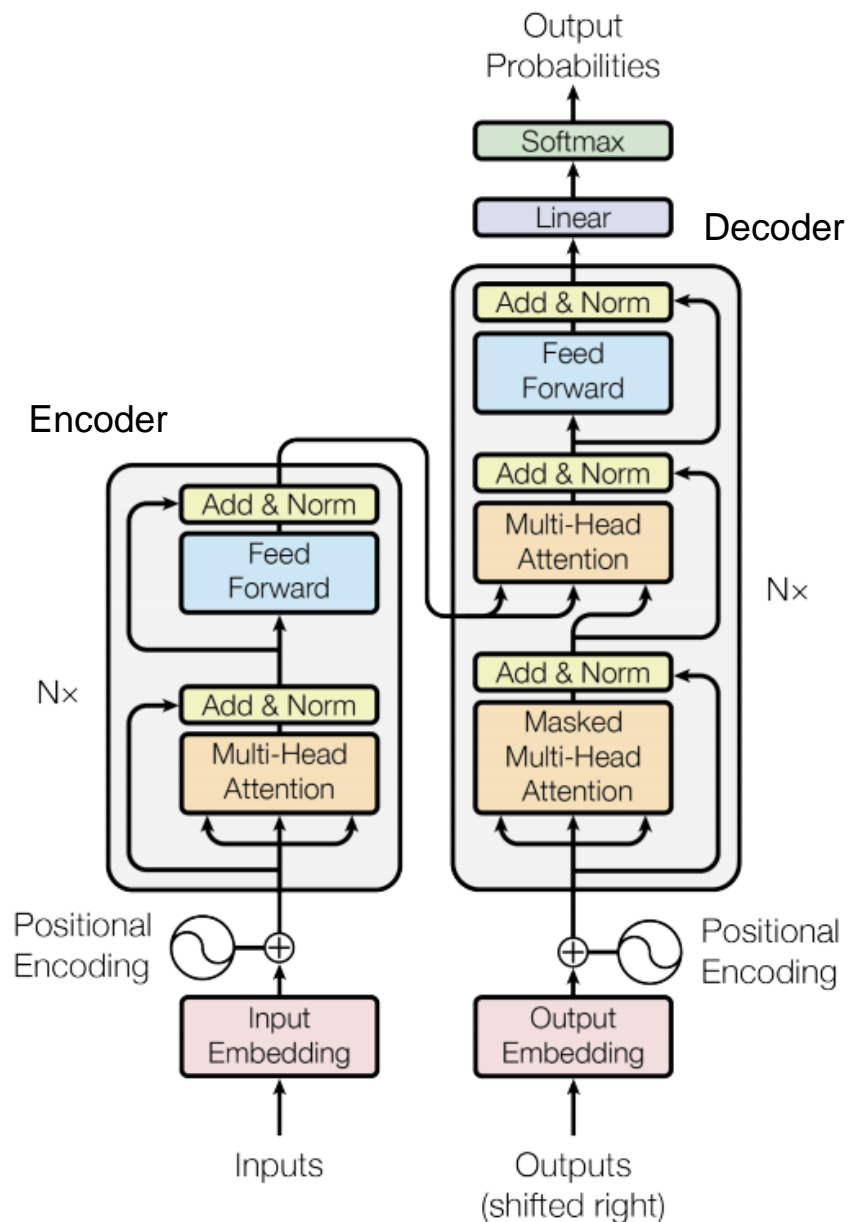 Output
Probabilities
Softmax
Linear
Decoder
Add & Norm
Feed
Forward
Add & Norm
Multi-Head
Attention
Nx
Add & Norm
Masked
Multi-Head
Attention
Positional
Encoding
Output
Embedding
Outputs
(shifted right)
Encoder
Add & Norm
Feed
Forward
Nx
Add & Norm
Multi-Head
Attention
Positional
Encoding
Input
Embedding
Inputs